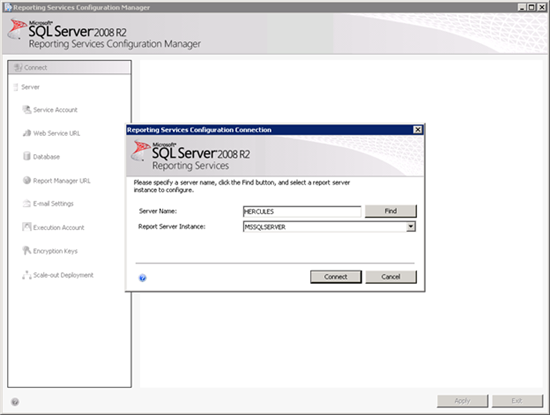 Reporting Services Configuration Manager
Microsoft
SQL Server 2008 R2
Reporting Services Configuration Manager
Connect
Server
Service Account
Web Service URL
Database
Report Manager URL
E-mail Settings
Execution Account
Encryption Keys
Scale-out Deployment
Reporting Services Configuration Connection
Microsoft
SQL Server 2008 R2
Reporting Services
Please specify a server name, click the Find button, and select a report server
instance to configure.
Server Name: HERCULES Find
Report Server Instance: MSSQLSERVER
Connect Cancel
Apply Exit